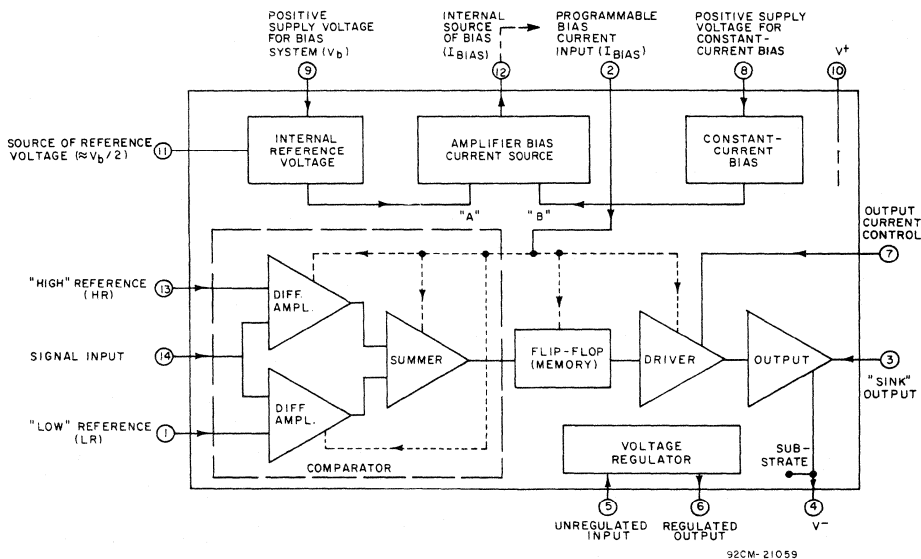 POSITIVE
SUPPLY VOLTAGE
FOR BIAS
SYSTEM (Vb)
9
INTERNAL
SOURCE
OF BIAS
(IBIAS)
12
PROGRAMMABLE
BIAS
CURRENT
INPUT (IBIAS)
2
POSITIVE SUPPLY
VOLTAGE FOR
CONSTANT-
CURRENT BIAS
8
V+
10
SOURCE OF REFERENCE
VOLTAGE (≈Vb/2)
11
INTERNAL
REFERENCE
VOLTAGE
AMPLIFIER BIAS
CURRENT SOURCE
CONSTANT-
CURRENT
BIAS
"A"
"B"
OUTPUT
CURRENT
CONTROL
7
"HIGH" REFERENCE
(HR)
13
DIFF.
AMPL.
SIGNAL INPUT
14
SUMMER
FLIP-FLOP
(MEMORY)
DRIVER
OUTPUT
3
"SINK"
OUTPUT
"LOW" REFERENCE
(LR)
1
DIFF.
AMPL.
COMPARATOR
VOLTAGE
REGULATOR
SUB-
STRATE
5
UNREGULATED
INPUT
6
REGULATED
OUTPUT
4
V−
92CM-21059